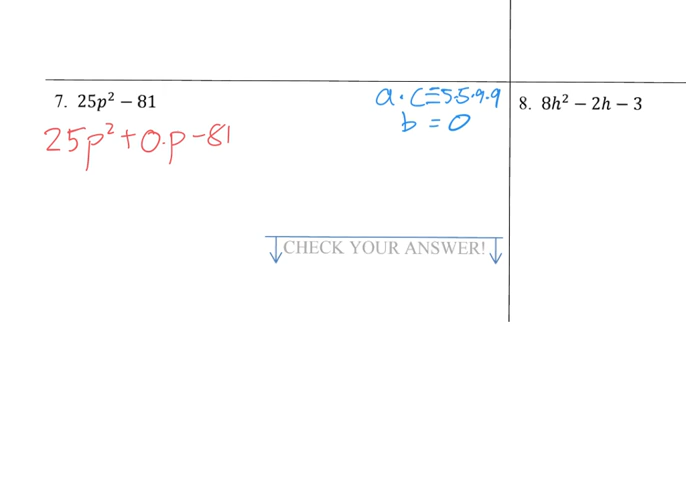 7. 25p² − 81
25p² + 0·p − 81
a·c = 5·5·9·9
b = 0
CHECK YOUR ANSWER!
8. 8h² − 2h − 3